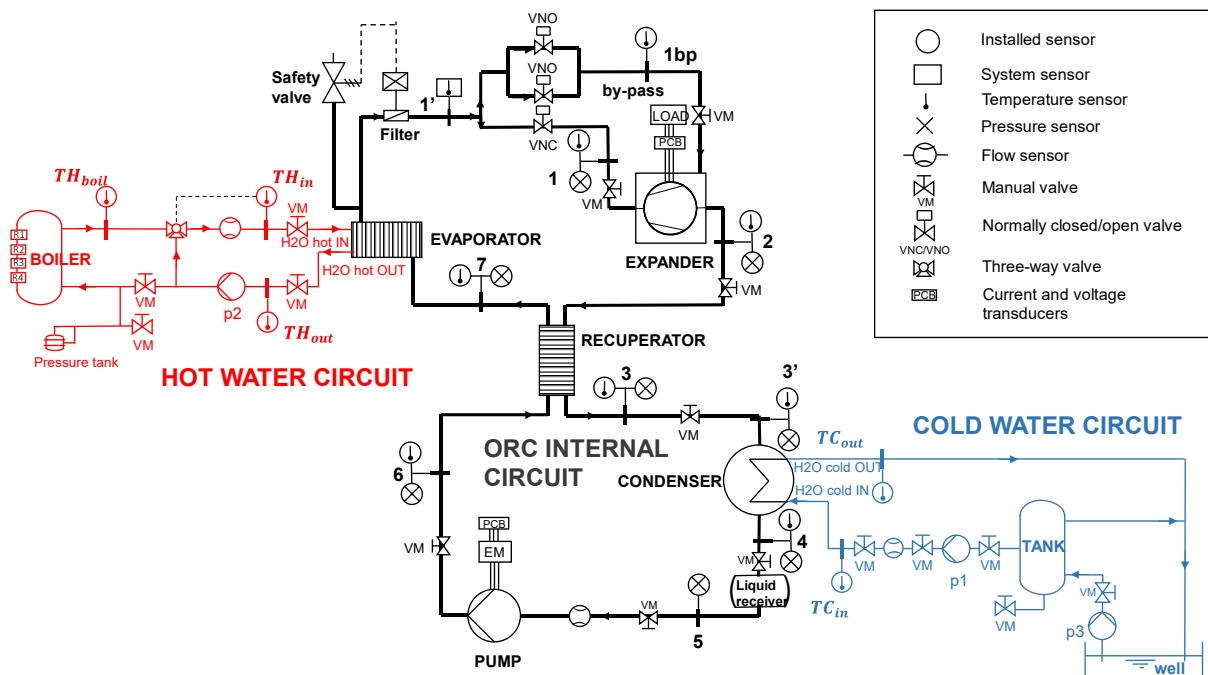 VNO
VNO
VNC
1bp
by-pass
Safety
valve
Filter
1'
LOAD
PCB
VM
1
VM
2
EXPANDER
VM
Installed sensor
System sensor
Temperature sensor
Pressure sensor
Flow sensor
VM
Manual valve
VNC/VNO
Normally closed/open valve
Three-way valve
PCB
Current and voltage
transducers
TH_boil
TH_in
VM
R1
R2
R3
R4
BOILER
H2O hot IN
H2O hot OUT
EVAPORATOR
VM
p2
VM
TH_out
VM
Pressure tank
HOT WATER CIRCUIT
7
RECUPERATOR
3
VM
3'
ORC INTERNAL
CIRCUIT
CONDENSER
6
PCB
EM
VM
PUMP
VM
5
4
VM
Liquid
receiver
COLD WATER CIRCUIT
TC_out
H2O cold OUT
H2O cold IN
TC_in
VM
VM
p1
VM
TANK
VM
VM
p3
well